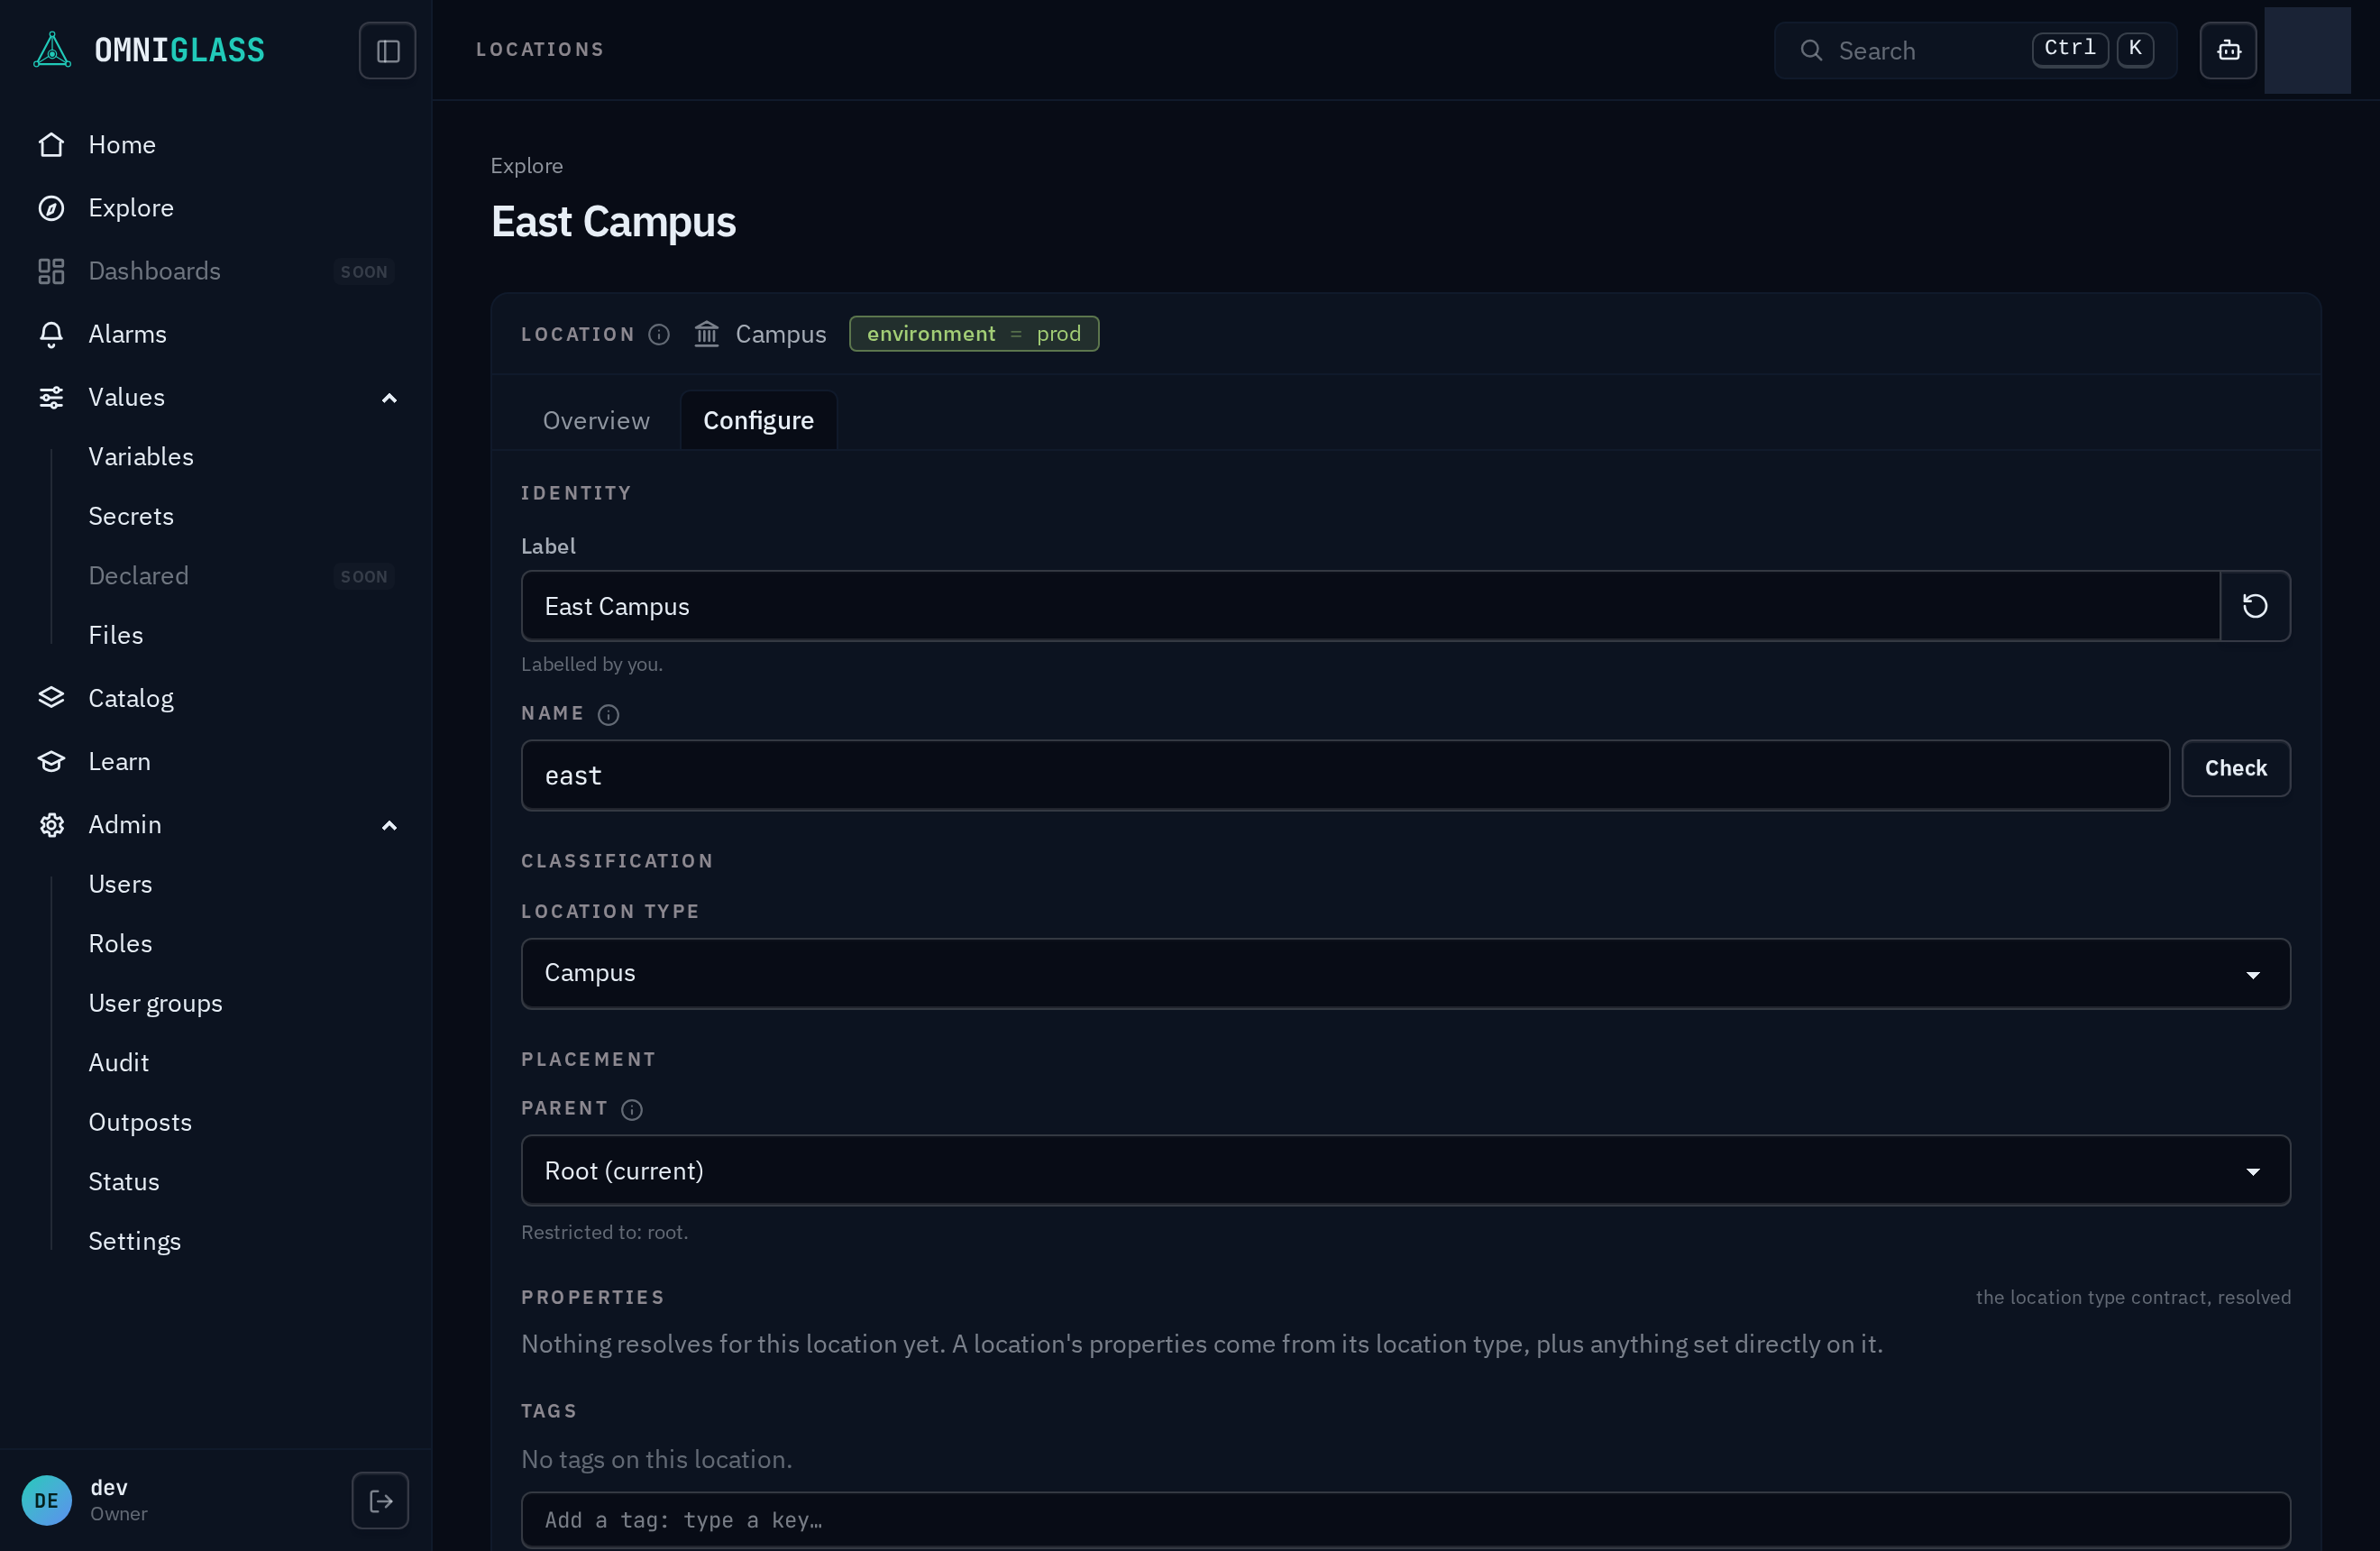 OMNIGLASS
Home
Explore
Dashboards SOON
Alarms
Values
Variables
Secrets
Declared SOON
Files
Catalog
Learn
Admin
Users
Roles
User groups
Audit
Outposts
Status
Settings
DE dev
Owner
LOCATIONS
Search Ctrl K
Explore
East Campus
LOCATION Campus environment = prod
Overview Configure
IDENTITY
Label
East Campus
Labelled by you.
NAME
east Check
CLASSIFICATION
LOCATION TYPE
Campus
PLACEMENT
PARENT
Root (current)
Restricted to: root.
PROPERTIES the location type contract, resolved
Nothing resolves for this location yet. A location's properties come from its location type, plus anything set directly on it.
TAGS
No tags on this location.
Add a tag: type a key…